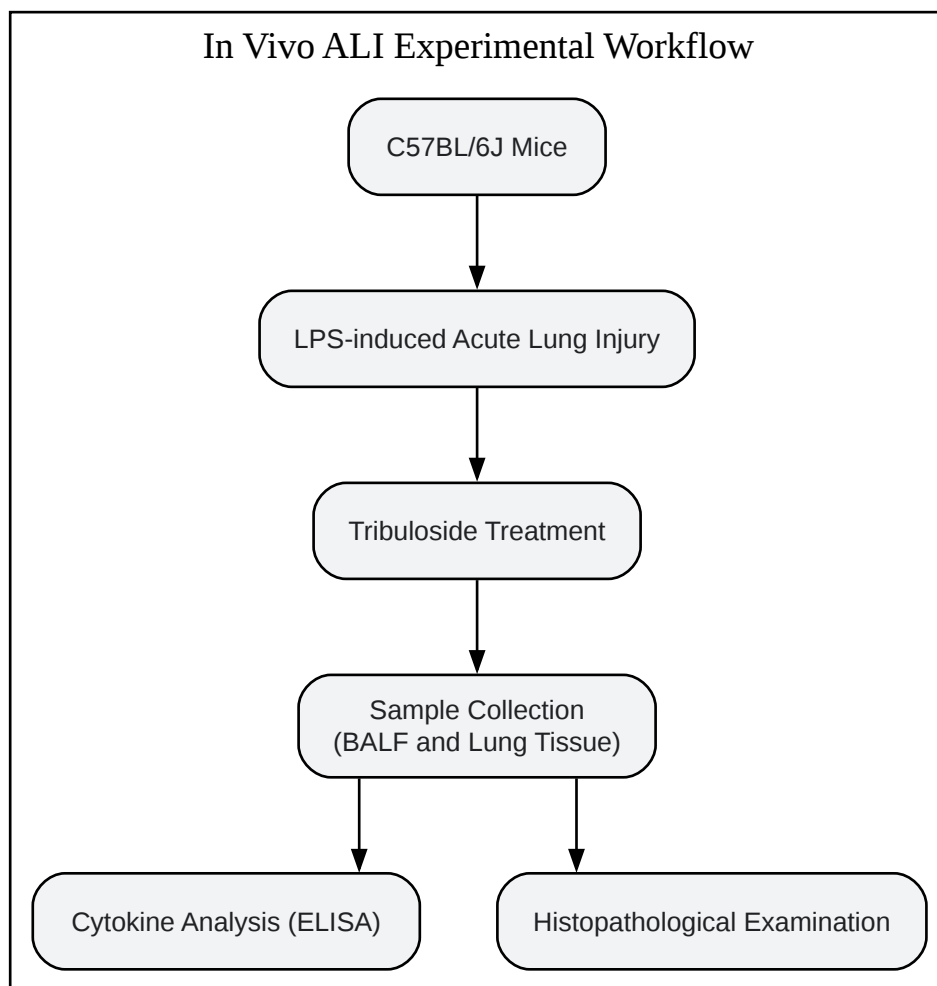 In Vivo ALI Experimental Workflow
C57BL/6J Mice
LPS-induced Acute Lung Injury
Tribuloside Treatment
Sample Collection
(BALF and Lung Tissue)
Cytokine Analysis (ELISA)
Histopathological Examination